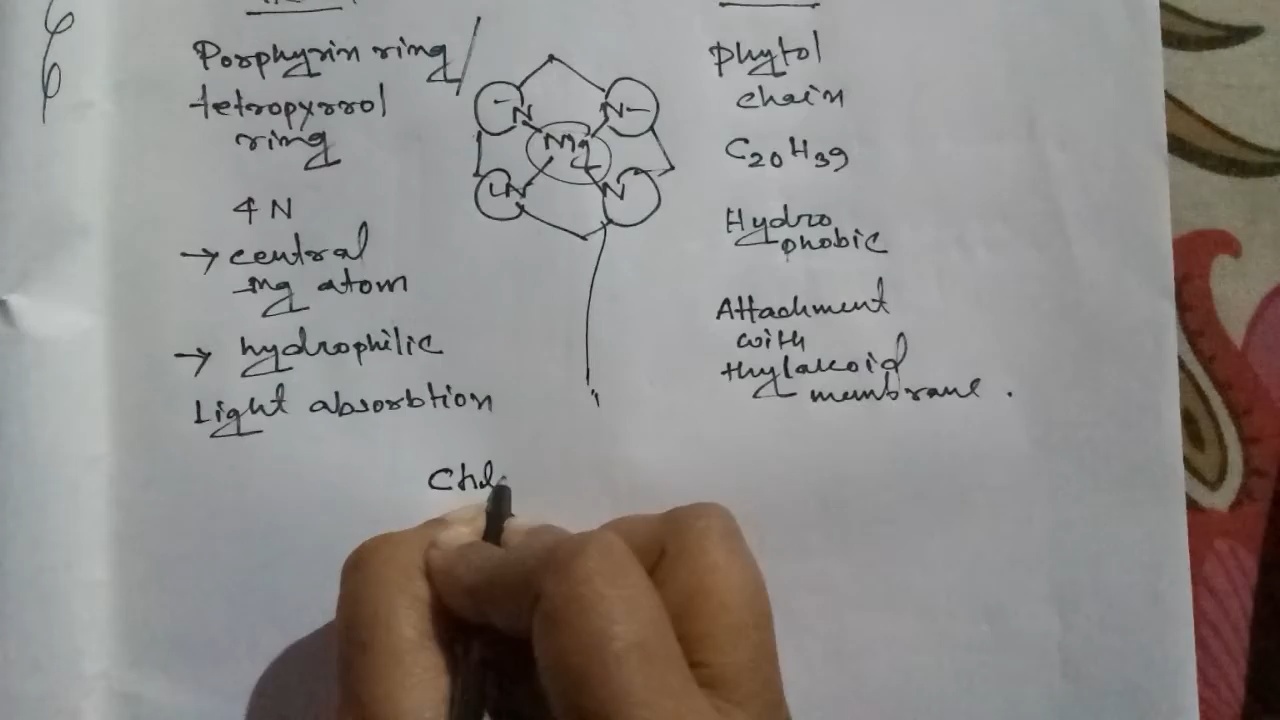 Porphyrin ring/
tetropyrrol
ring
4 N
→ central
mg atom
→ hydrophilic
Light absorbtion
N N
Mg
N N
Phytol
chain
C20H39
Hydro
phobic
Attachment
with
thylakoid
membrane.
Chl